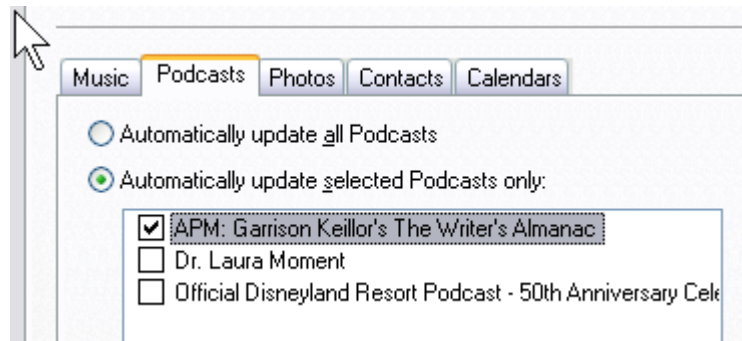 Music Podcasts Photos Contacts Calendars
Automatically update all Podcasts
Automatically update selected Podcasts only:
APM: Garrison Keillor's The Writer's Almanac
Dr. Laura Moment
Official Disneyland Resort Podcast - 50th Anniversary Cele